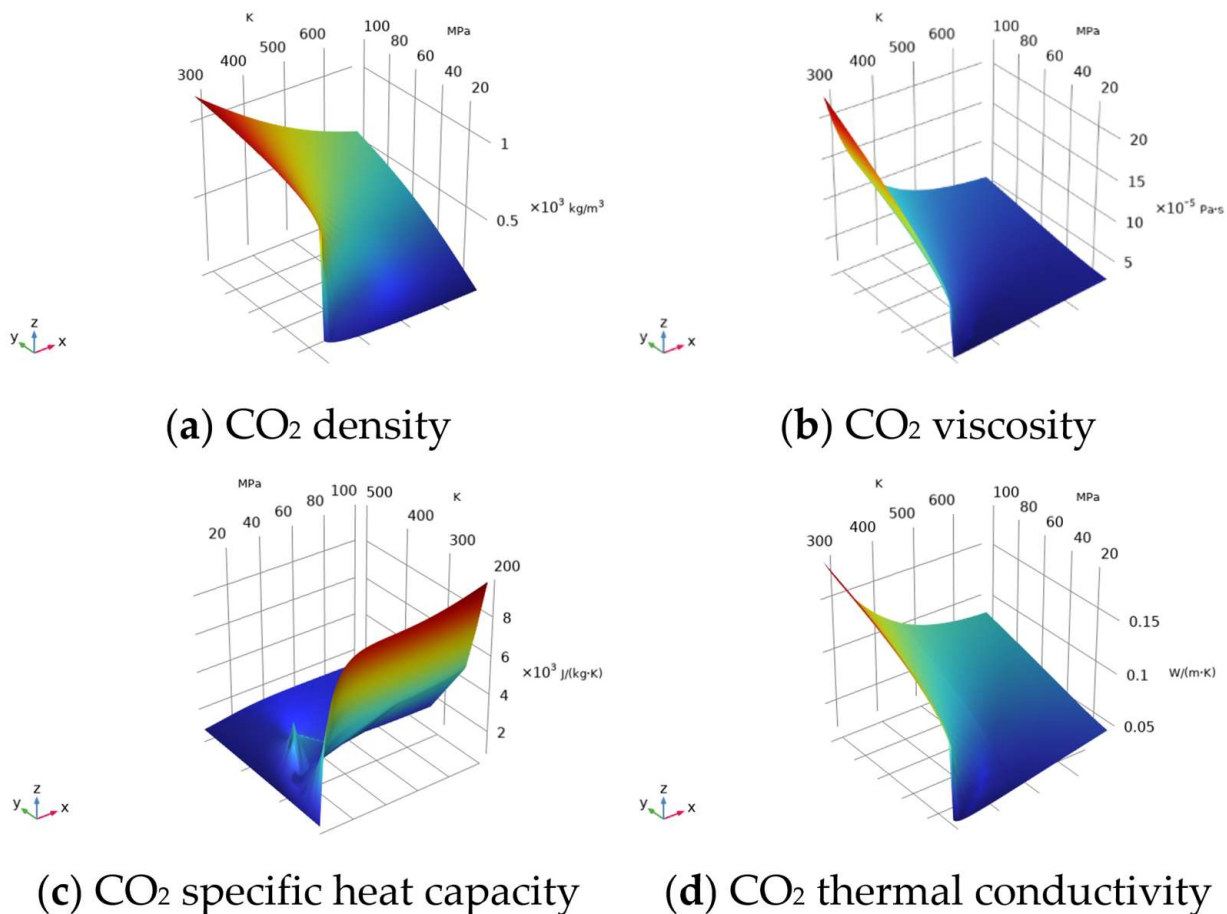 K
MPa
300 400 500 600
100 80 60 40 20
1
×10³ kg/m³
0.5
y z x
(a) CO₂ density
K
MPa
300 400 500 600
100 80 60 40 20
20
15
10 ×10⁻⁵ Pa·s
5
y z x
(b) CO₂ viscosity
MPa
K
20 40 60 80 100
500 400 300 200
8
6
×10³ J/(kg·K)
4
2
y z x
(c) CO₂ specific heat capacity
K
MPa
300 400 500 600
100 80 60 40 20
0.15
0.1 W/(m·K)
0.05
y z x
(d) CO₂ thermal conductivity